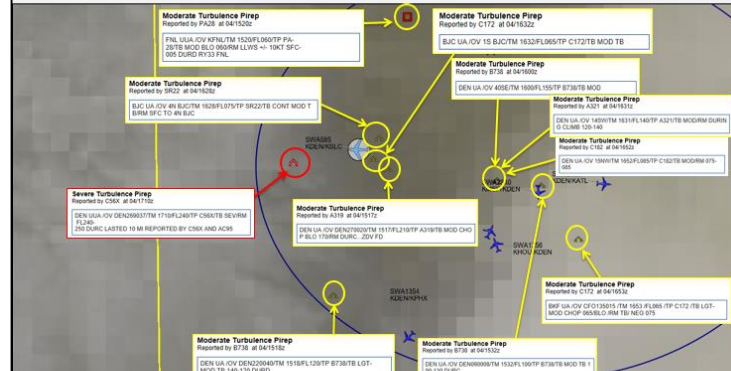 Moderate Turbulence Pirep
Reported by PA28 at 04/1520z
FNL UUA /OV KFNL/TM 1520/FL060/TP PA-
28/TB MOD BLO 060/RM LLWS +/- 10KT SFC-
005 DURD RY33 FNL
Moderate Turbulence Pirep
Reported by C172 at 04/1632z
BJC UA /OV 1S BJC/TM 1632/FL065/TP C172/TB MOD TB
Moderate Turbulence Pirep
Reported by B738 at 04/1600z
DEN UA /OV 40SE/TM 1600/FL155/TP B738/TB MOD
Moderate Turbulence Pirep
Reported by SR22 at 04/1628z
BJC UA /OV 4N BJC/TM 1628/FL075/TP SR22/TB CONT MOD T
B/RM SFC TO 4N BJC
Moderate Turbulence Pirep
Reported by A321 at 04/1631z
DEN UA /OV 14SW/TM 1631/FL140/TP A321/TB MOD/RM DURIN
G CLIMB 120-140
Moderate Turbulence Pirep
Reported by C182 at 04/1652z
DEN UA /OV 15NW/TM 1652/FL085/TP C182/TB MOD/RM 075-
085
KDEN/KSLC
/KDEN
KDEN/KATL
Severe Turbulence Pirep
Reported by C56X at 04/1710z
DEN UUA /OV DEN269037/TM 1710/FL240/TP C56X/TB SEV/RM
FL240-
250 DURC LASTED 10 MI REPORTED BY C56X AND AC95
Moderate Turbulence Pirep
Reported by A319 at 04/1517z
DEN UA /OV DEN270020/TM 1517/FL210/TP A319/TB MOD CHO
P BLO 170/RM DURC.. ZDV FD
KHOU/KDEN
SWA1354
KDEN/KPHX
Moderate Turbulence Pirep
Reported by C172 at 04/1653z
BKF UA /OV CFO135015 /TM 1653 /FL065 /TP C172 /TB LGT-
MOD CHOP 065/BLO /RM TB/ NEG 075
Moderate Turbulence Pirep
Reported by B738 at 04/1518z
DEN UA /OV DEN220040/TM 1518/FL120/TP B738/TB LGT-
MOD TB 140-120 DURD
Moderate Turbulence Pirep
Reported by B738 at 04/1532z
DEN UA /OV DEN080008/TM 1532/FL100/TP B738/TB MOD TB 1